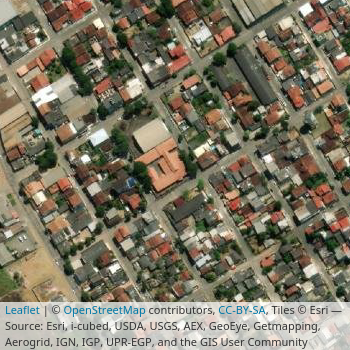 Leaflet | © OpenStreetMap contributors, CC-BY-SA, Tiles © Esri —
Source: Esri, i-cubed, USDA, USGS, AEX, GeoEye, Getmapping,
Aerogrid, IGN, IGP, UPR-EGP, and the GIS User Community